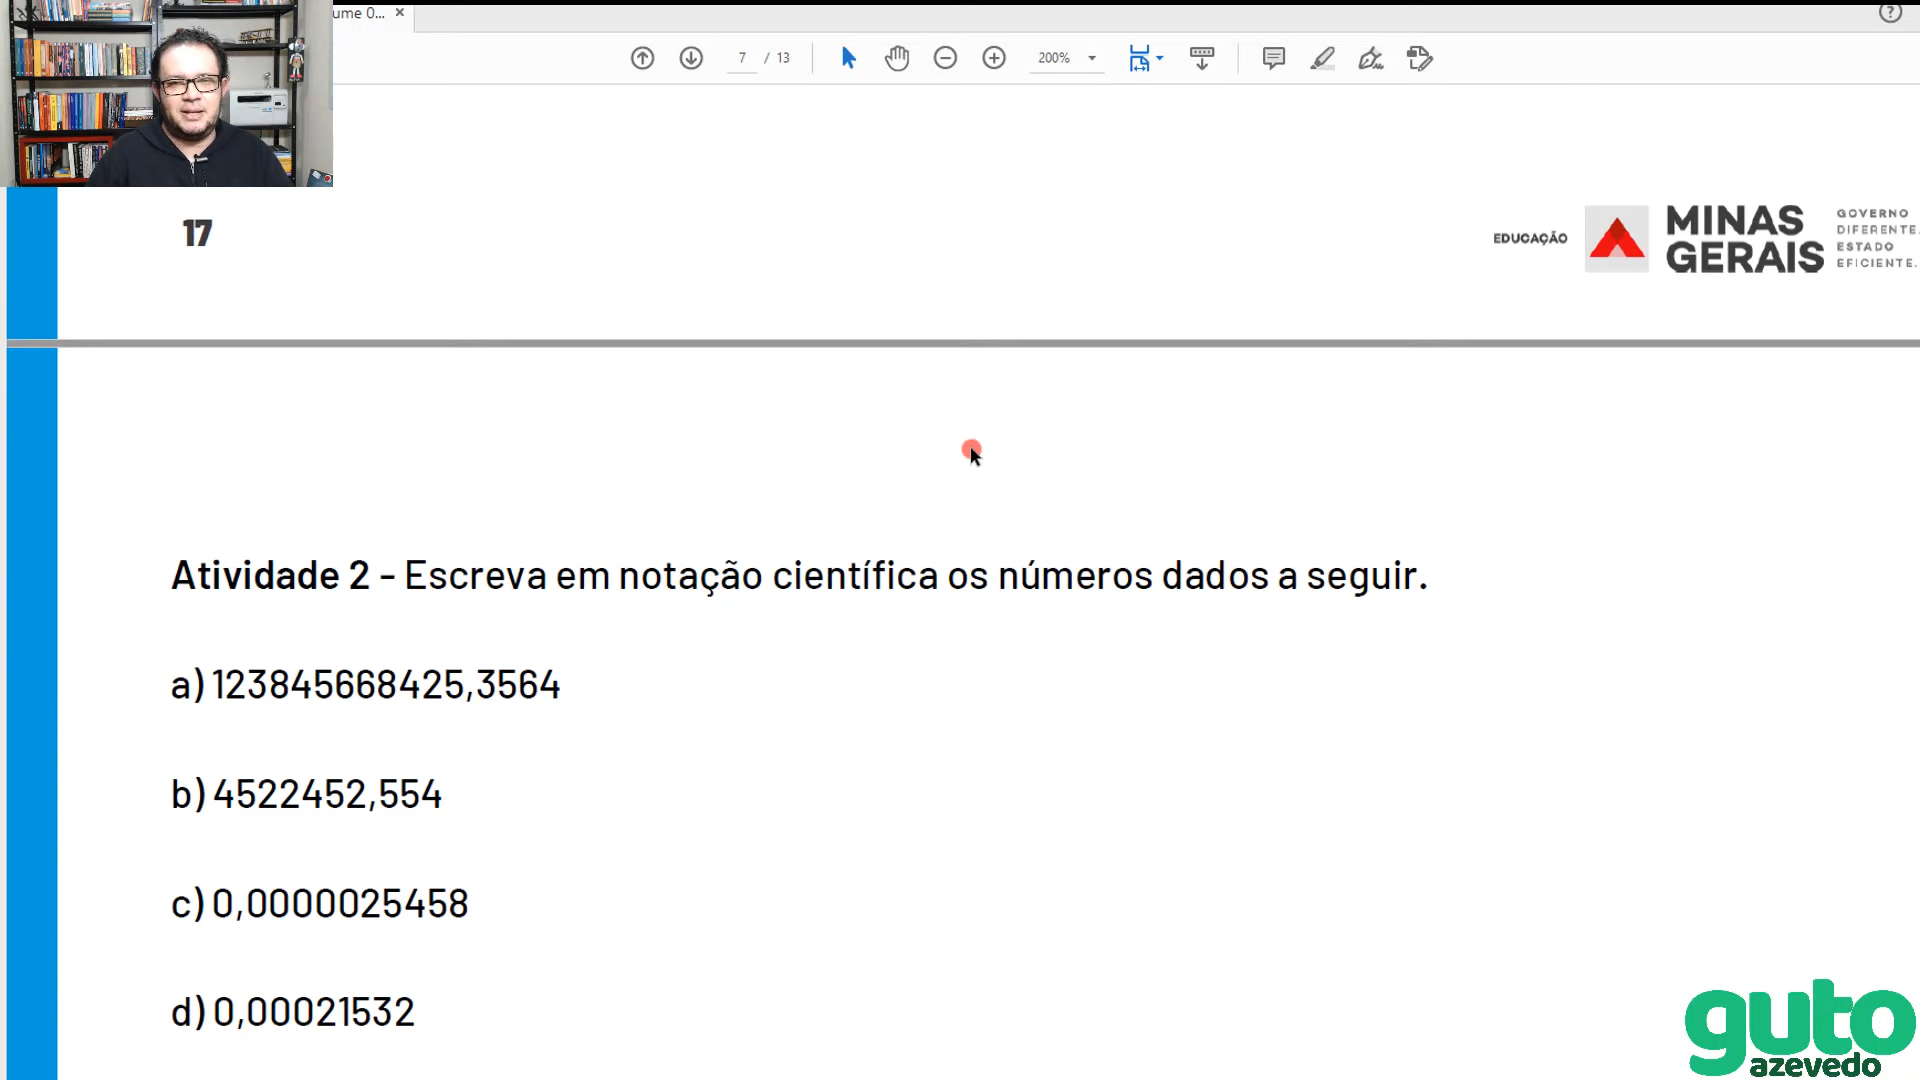 ume 0...
7 / 13
200%
17
EDUCAÇÃO
MINAS GERAIS
GOVERNO
DIFERENTE.
ESTADO
EFICIENTE.
Atividade 2 - Escreva em notação científica os números dados a seguir.
a) 123845668425,3564
b) 4522452,554
c) 0,0000025458
d) 0,00021532
guto
azevedo